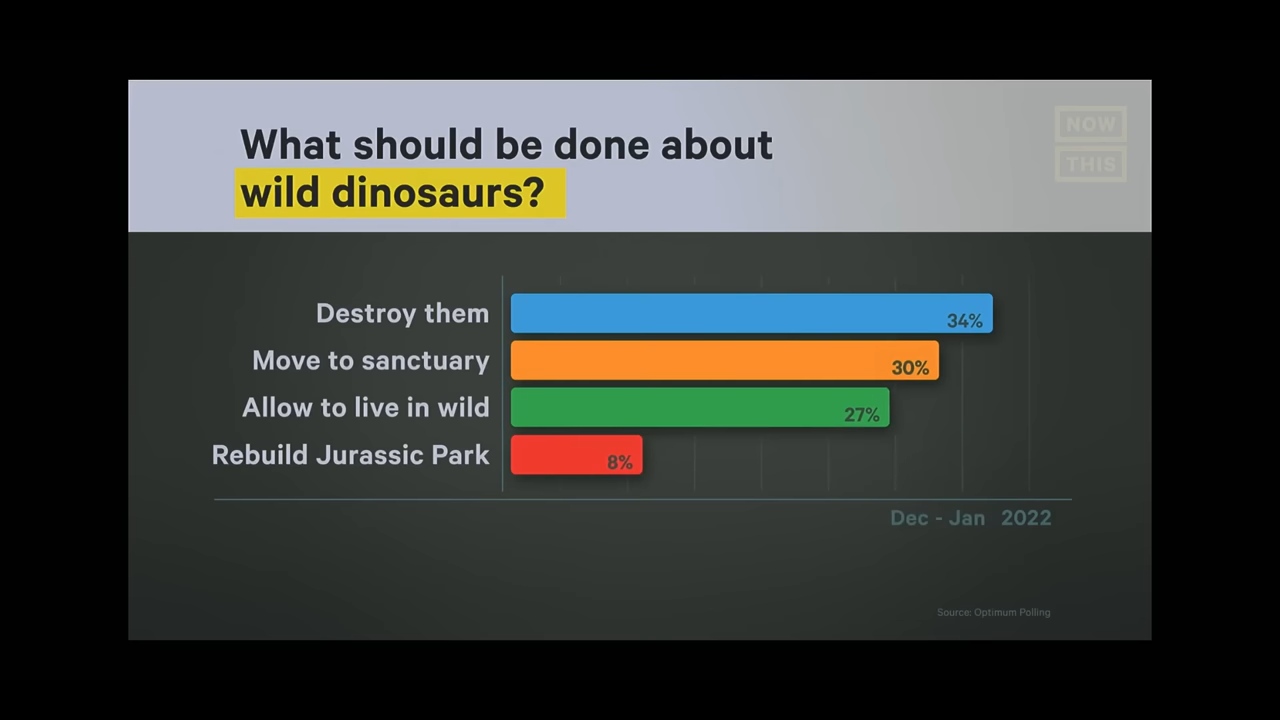 What should be done about
wild dinosaurs?
NOW
THIS
Destroy them
34%
Move to sanctuary
30%
Allow to live in wild
27%
Rebuild Jurassic Park
8%
Dec - Jan 2022
Source: Optimum Polling